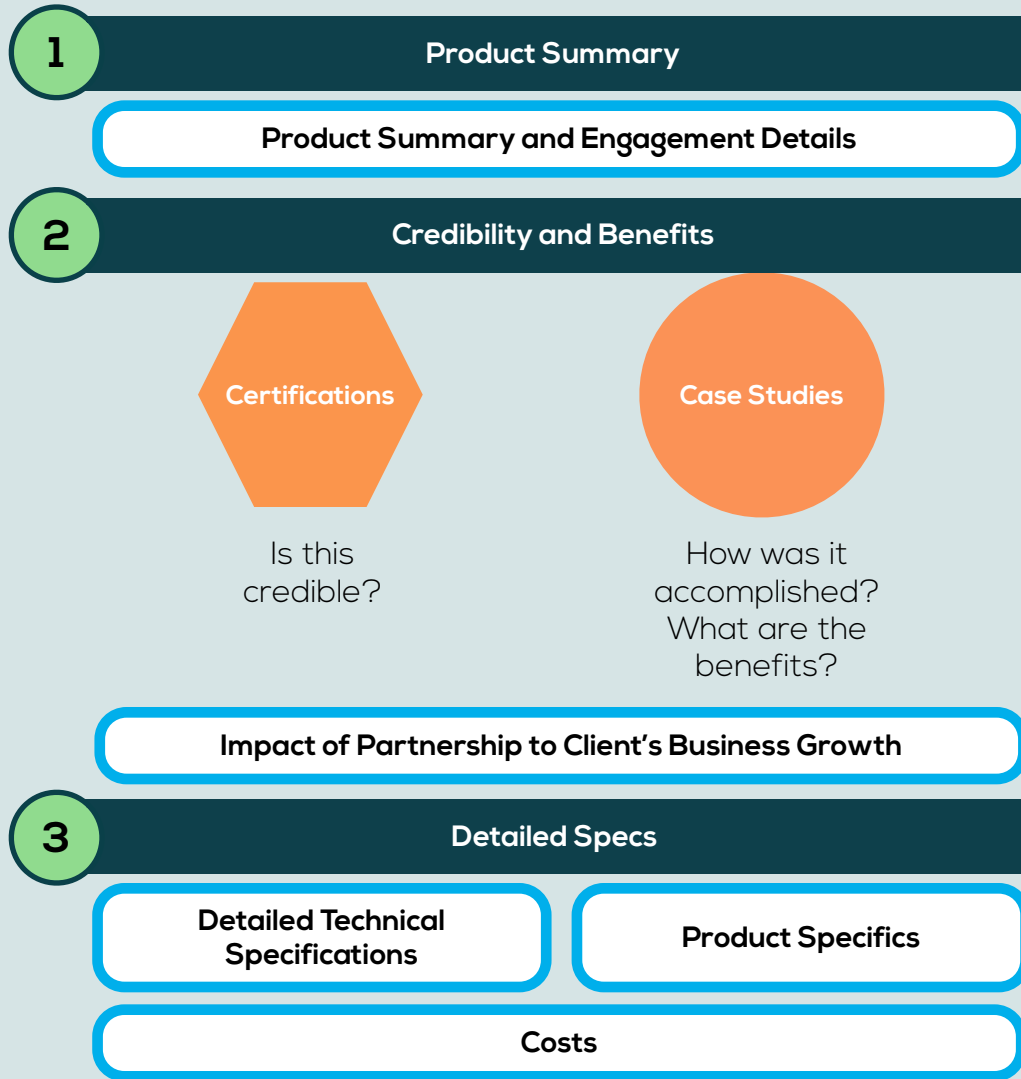 1
Product Summary
Product Summary and Engagement Details
2
Credibility and Benefits
Certifications
Case Studies
Is this
credible?
How was it
accomplished?
What are the
benefits?
Impact of Partnership to Client’s Business Growth
3
Detailed Specs
Detailed Technical
Specifications
Product Specifics
Costs